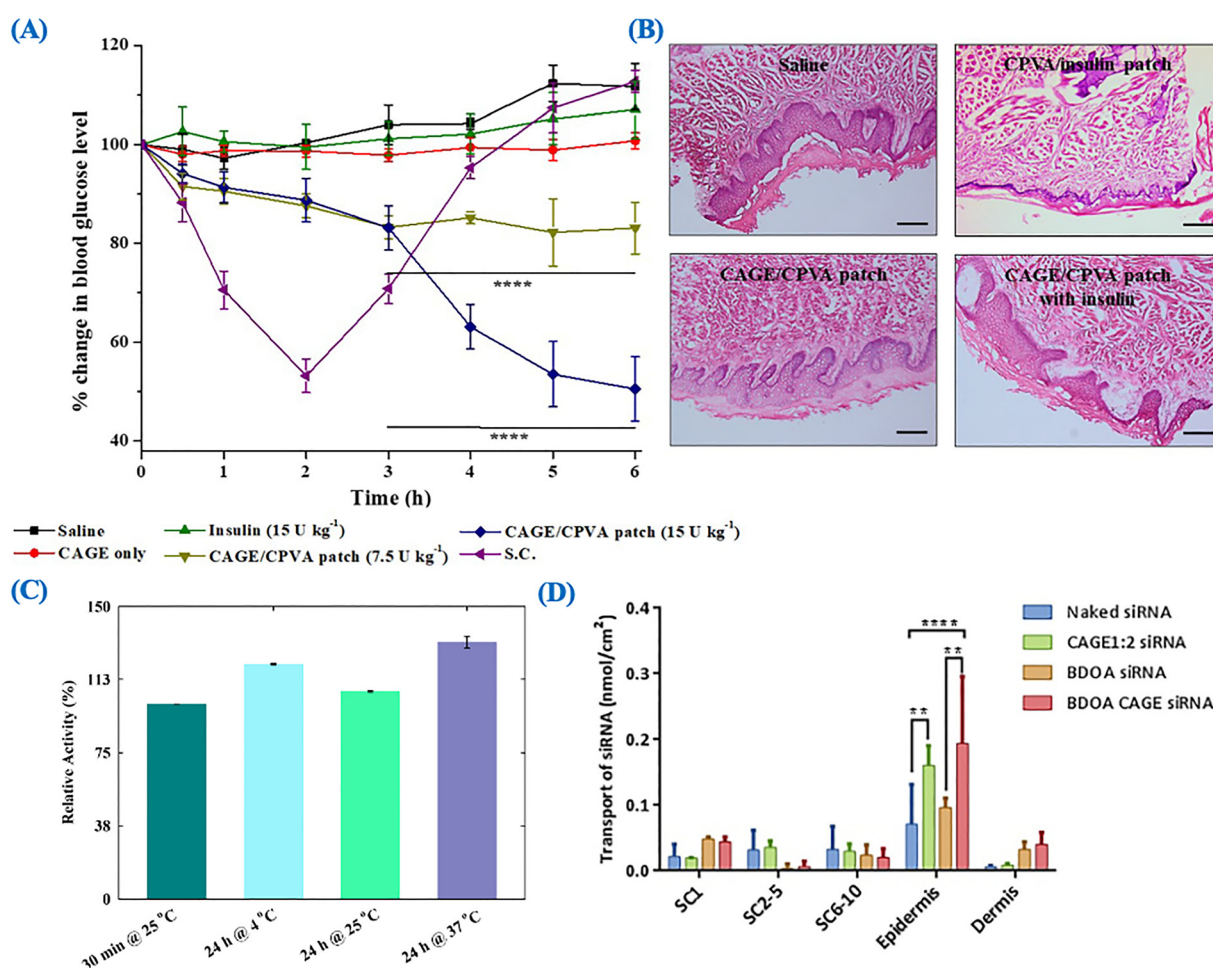 (A)
120
100
80
60
40
% change in blood glucose level
0
1
2
3
4
5
6
Time (h)
****
****
Saline
Insulin (15 U kg⁻¹)
CAGE/CPVA patch (15 U kg⁻¹)
CAGE only
CAGE/CPVA patch (7.5 U kg⁻¹)
S.C.
(B)
Saline
CPVA/insulin patch
CAGE/CPVA patch
CAGE/CPVA patch
with insulin
(C)
150
113
75
38
0
Relative Activity (%)
30 min @ 25 °C
24 h @ 4 °C
24 h @ 25 °C
24 h @ 37 °C
(D)
0.4
0.3
0.2
0.1
0.0
Transport of siRNA (nmol/cm²)
****
**
**
Naked siRNA
CAGE1:2 siRNA
BDOA siRNA
BDOA CAGE siRNA
SC1
SC2-5
SC6-10
Epidermis
Dermis